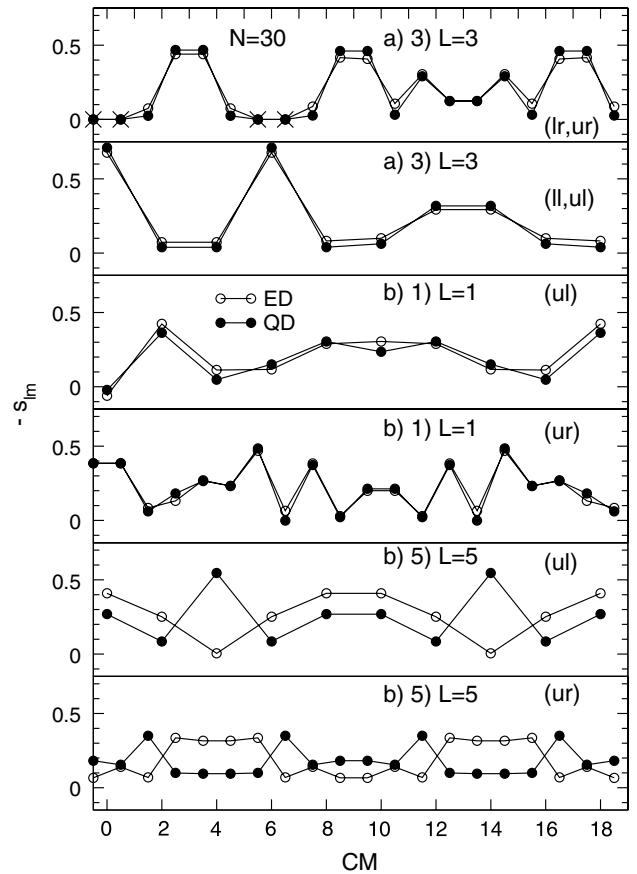 N=30 a) 3) L=3
0.5
0
(lr,ur)
a) 3) L=3
0.5
(ll,ul)
0
b) 1) L=1 (ul)
ED
0.5
QD
0
- s_lm
b) 1) L=1 (ur)
0.5
0
b) 5) L=5 (ul)
0.5
0
b) 5) L=5 (ur)
0.5
0
0 2 4 6 8 10 12 14 16 18
CM